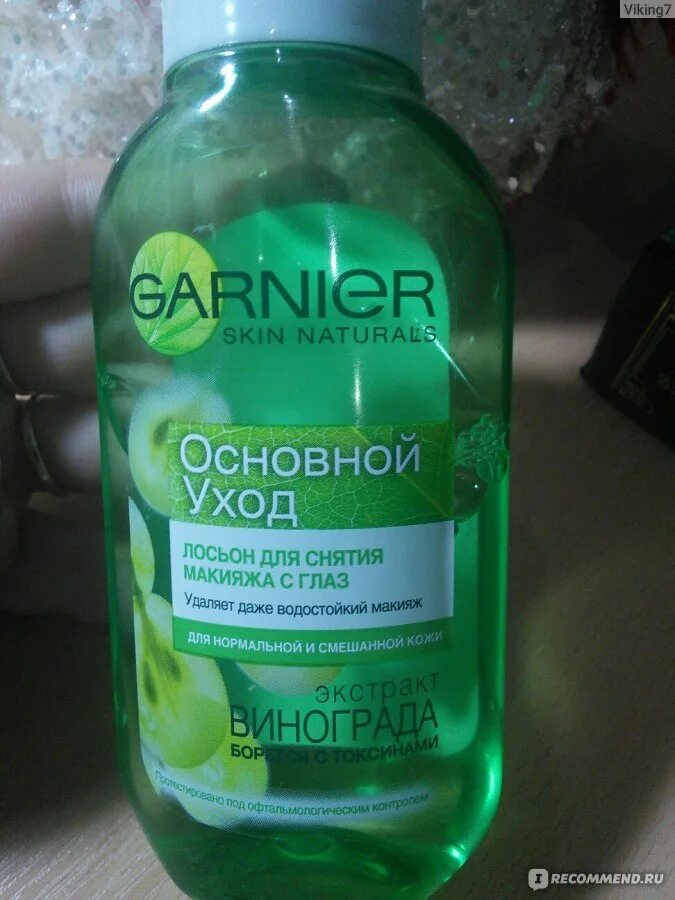 Viking7
GARNIER
SKIN NATURALS
Основной
Уход
ЛОСЬОН ДЛЯ СНЯТИЯ
МАКИЯЖА С ГЛАЗ
Удаляет даже водостойкий макияж
ДЛЯ НОРМАЛЬНОЙ И СМЕШАННОЙ КОЖИ
ЭКСТРАКТ
ВИНОГРАДА
БОРЕТСЯ С ТОКСИНАМИ
Протестировано под офтальмологическим контролем
IRECOMMEND.RU